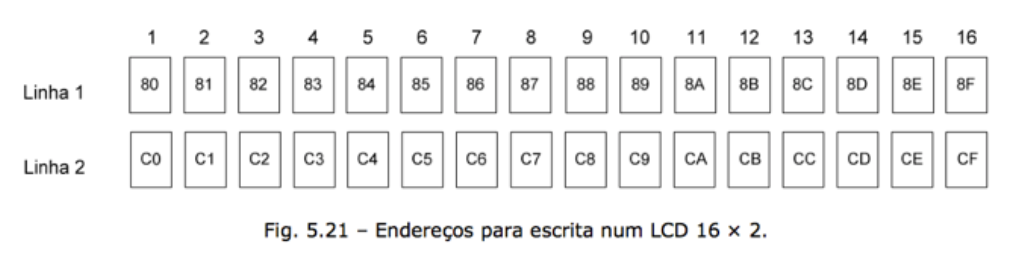 1 2 3 4 5 6 7 8 9 10 11 12 13 14 15 16
Linha 1 80 81 82 83 84 85 86 87 88 89 8A 8B 8C 8D 8E 8F
Linha 2 C0 C1 C2 C3 C4 C5 C6 C7 C8 C9 CA CB CC CD CE CF
Fig. 5.21 – Endereços para escrita num LCD 16 × 2.